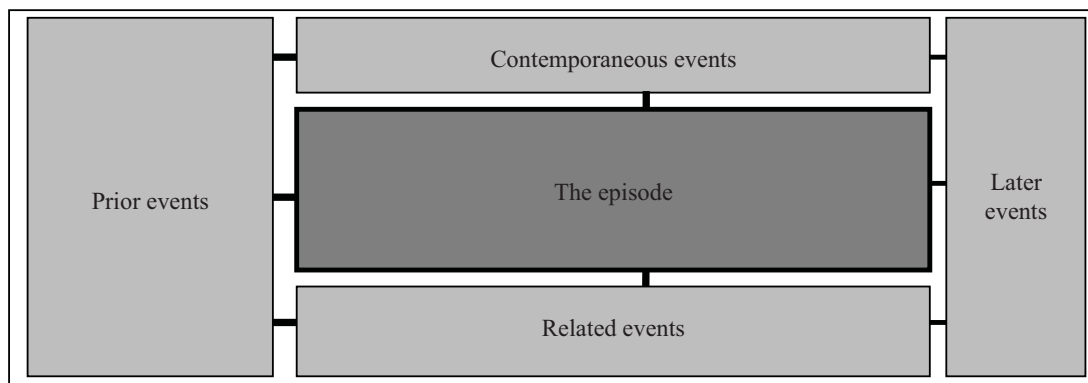 Contemporaneous events
Prior events
The episode
Later
events
Related events